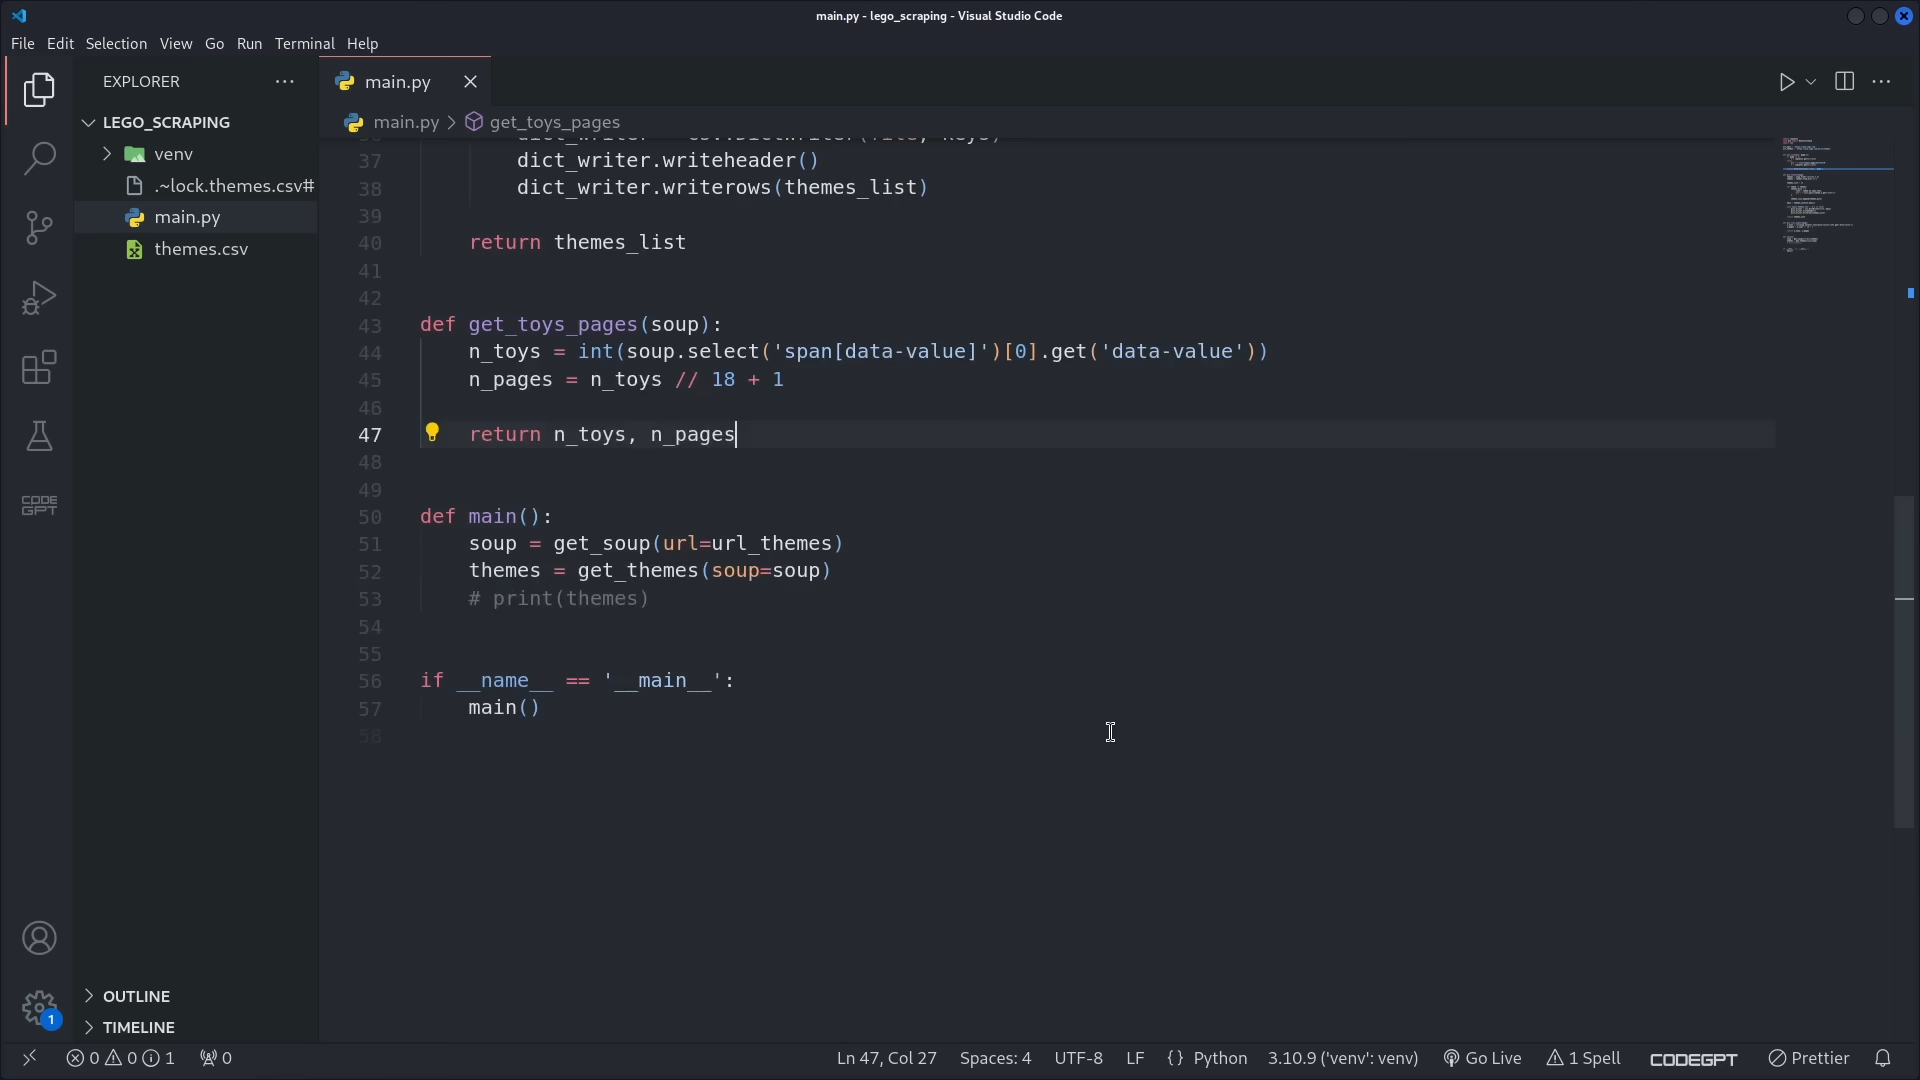 main.py - lego_scraping - Visual Studio Code
File Edit Selection View Go Run Terminal Help
EXPLORER
main.py
LEGO_SCRAPING
main.py > get_toys_pages
venv
.~lock.themes.csv#
main.py
themes.csv
37 dict_writer.writeheader()
38 dict_writer.writerows(themes_list)
39
40 return themes_list
41
42
43 def get_toys_pages(soup):
44 n_toys = int(soup.select('span[data-value]')[0].get('data-value'))
45 n_pages = n_toys // 18 + 1
46
47 return n_toys, n_pages
48
49
50 def main():
51 soup = get_soup(url=url_themes)
52 themes = get_themes(soup=soup)
53 # print(themes)
54
55
56 if __name__ == '__main__':
57 main()
58
CODE
GPT
OUTLINE
1
TIMELINE
0 0 1 0 Ln 47, Col 27 Spaces: 4 UTF-8 LF {} Python 3.10.9 ('venv': venv) Go Live 1 Spell CODEGPT Prettier